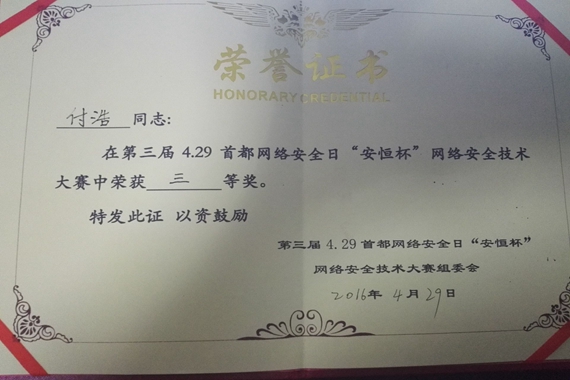 荣誉证书
HONORARY CREDENTIAL
付浩 同志:
在第三届 4.29 首都网络安全日“安恒杯”网络安全技术
大赛中荣获 三 等奖。
特发此证 以资鼓励
第三届 4.29 首都网络安全日“安恒杯”
网络安全技术大赛组委会
2016年 4 月 29 日